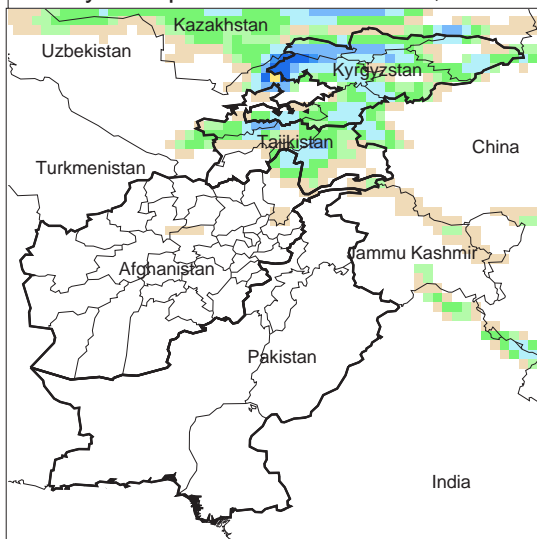 Kazakhstan
Uzbekistan
Kyrgyzstan
Tajikistan
China
Turkmenistan
Jammu Kashmir
Afghanistan
Pakistan
India